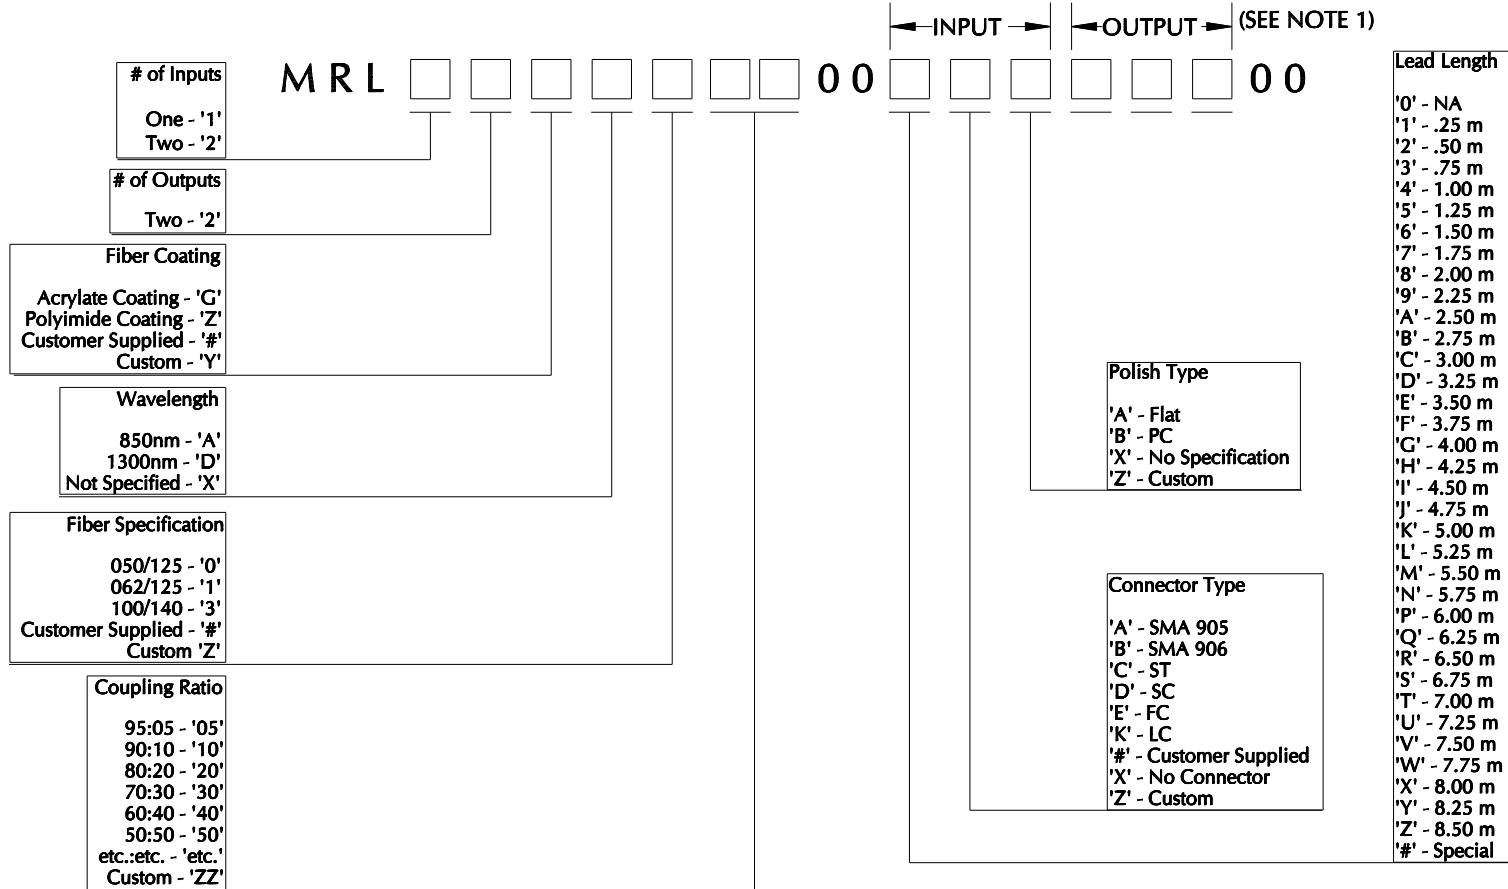 INPUT OUTPUT (SEE NOTE 1)
M R L 0 0 0 0
# of Inputs
One - '1'
Two - '2'
# of Outputs
Two - '2'
Fiber Coating
Acrylate Coating - 'G'
Polyimide Coating - 'Z'
Customer Supplied - '#'
Custom - 'Y'
Wavelength
850nm - 'A'
1300nm - 'D'
Not Specified - 'X'
Fiber Specification
050/125 - '0'
062/125 - '1'
100/140 - '3'
Customer Supplied - '#'
Custom 'Z'
Coupling Ratio
95:05 - '05'
90:10 - '10'
80:20 - '20'
70:30 - '30'
60:40 - '40'
50:50 - '50'
etc.:etc. - 'etc.'
Custom - 'ZZ'
Polish Type
'A' - Flat
'B' - PC
'X' - No Specification
'Z' - Custom
Connector Type
'A' - SMA 905
'B' - SMA 906
'C' - ST
'D' - SC
'E' - FC
'K' - LC
'#' - Customer Supplied
'X' - No Connector
'Z' - Custom
Lead Length
'0' - NA
'1' - .25 m
'2' - .50 m
'3' - .75 m
'4' - 1.00 m
'5' - 1.25 m
'6' - 1.50 m
'7' - 1.75 m
'8' - 2.00 m
'9' - 2.25 m
'A' - 2.50 m
'B' - 2.75 m
'C' - 3.00 m
'D' - 3.25 m
'E' - 3.50 m
'F' - 3.75 m
'G' - 4.00 m
'H' - 4.25 m
'I' - 4.50 m
'J' - 4.75 m
'K' - 5.00 m
'L' - 5.25 m
'M' - 5.50 m
'N' - 5.75 m
'P' - 6.00 m
'Q' - 6.25 m
'R' - 6.50 m
'S' - 6.75 m
'T' - 7.00 m
'U' - 7.25 m
'V' - 7.50 m
'W' - 7.75 m
'X' - 8.00 m
'Y' - 8.25 m
'Z' - 8.50 m
'#' - Special